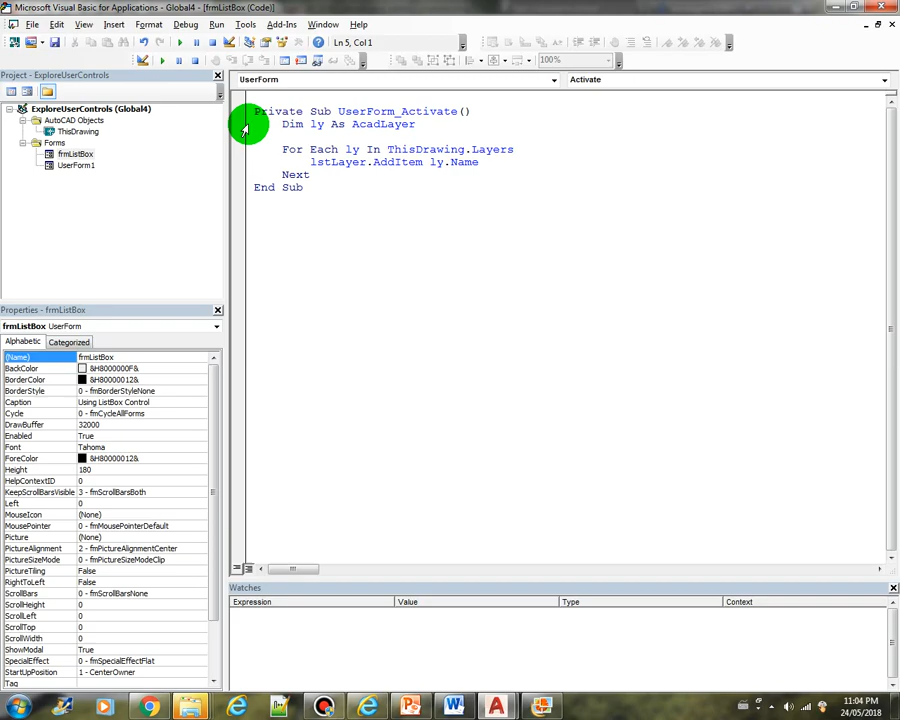 Microsoft Visual Basic for Applications - Global4 - [frmListBox (Code)]
File Edit View Insert Format Debug Run Tools Add-Ins Window Help
Ln 5, Col 1
100%
Project - ExploreUserControls
ExploreUserControls (Global4)
AutoCAD Objects
ThisDrawing
Forms
frmListBox
UserForm1
UserForm
Activate
Private Sub UserForm_Activate()
Dim ly As AcadLayer
For Each ly In ThisDrawing.Layers
lstLayer.AddItem ly.Name
Next
End Sub
Properties - frmListBox
frmListBox UserForm
Alphabetic Categorized
(Name) frmListBox
BackColor &H8000000F&
BorderColor &H80000012&
BorderStyle 0 - fmBorderStyleNone
Caption Using ListBox Control
Cycle 0 - fmCycleAllForms
DrawBuffer 32000
Enabled True
Font Tahoma
ForeColor &H80000012&
Height 180
HelpContextID 0
KeepScrollBarsVisible 3 - fmScrollBarsBoth
Left 0
MouseIcon (None)
MousePointer 0 - fmMousePointerDefault
Picture (None)
PictureAlignment 2 - fmPictureAlignmentCenter
PictureSizeMode 0 - fmPictureSizeModeClip
PictureTiling False
RightToLeft False
ScrollBars 0 - fmScrollBarsNone
ScrollHeight 0
ScrollLeft 0
ScrollTop 0
ScrollWidth 0
ShowModal True
SpecialEffect 0 - fmSpecialEffectFlat
StartUpPosition 1 - CenterOwner
Tag
Watches
Expression Value Type Context
11:04 PM
24/05/2018